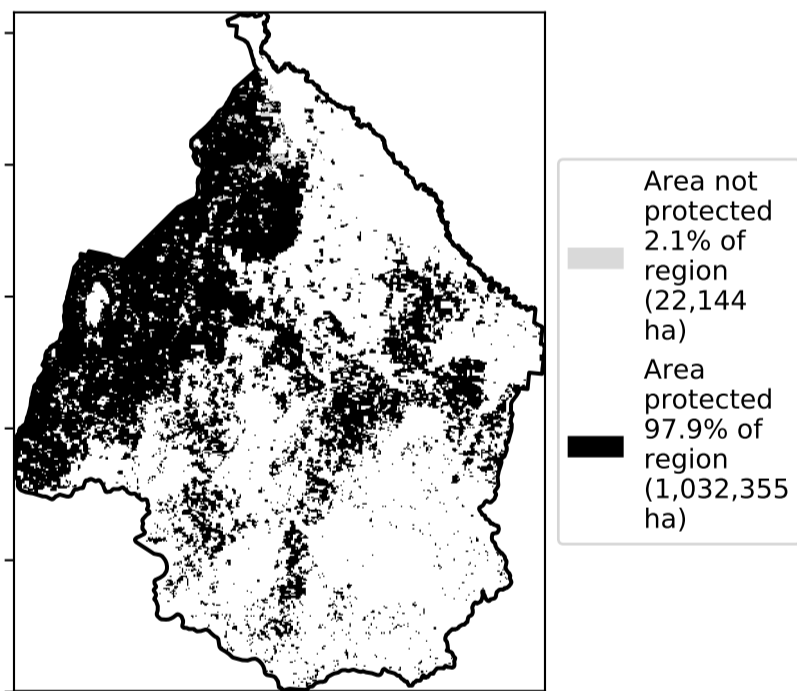 Area not
protected
2.1% of
region
(22,144
ha)
Area
protected
97.9% of
region
(1,032,355
ha)